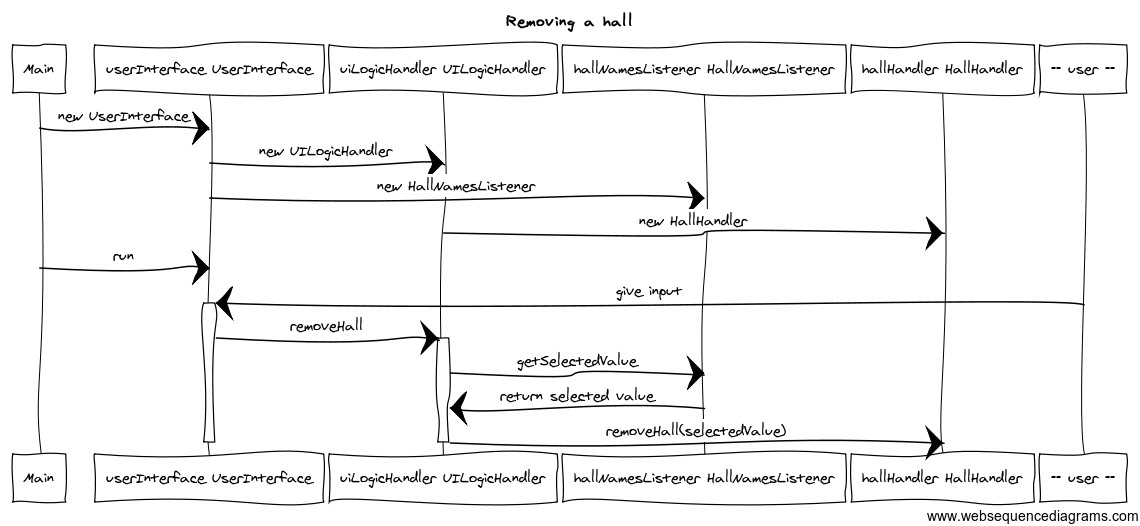 Removing a hall
Main
userInterface UserInterface
uiLogicHandler UILogicHandler
hallNamesListener HallNamesListener
hallHandler HallHandler
-- user --
new UserInterface
new UILogicHandler
new HallNamesListener
new HallHandler
run
give input
removeHall
getSelectedValue
return selected value
removeHall(selectedValue)
Main
userInterface UserInterface
uiLogicHandler UILogicHandler
hallNamesListener HallNamesListener
hallHandler HallHandler
-- user --
www.websequencediagrams.com